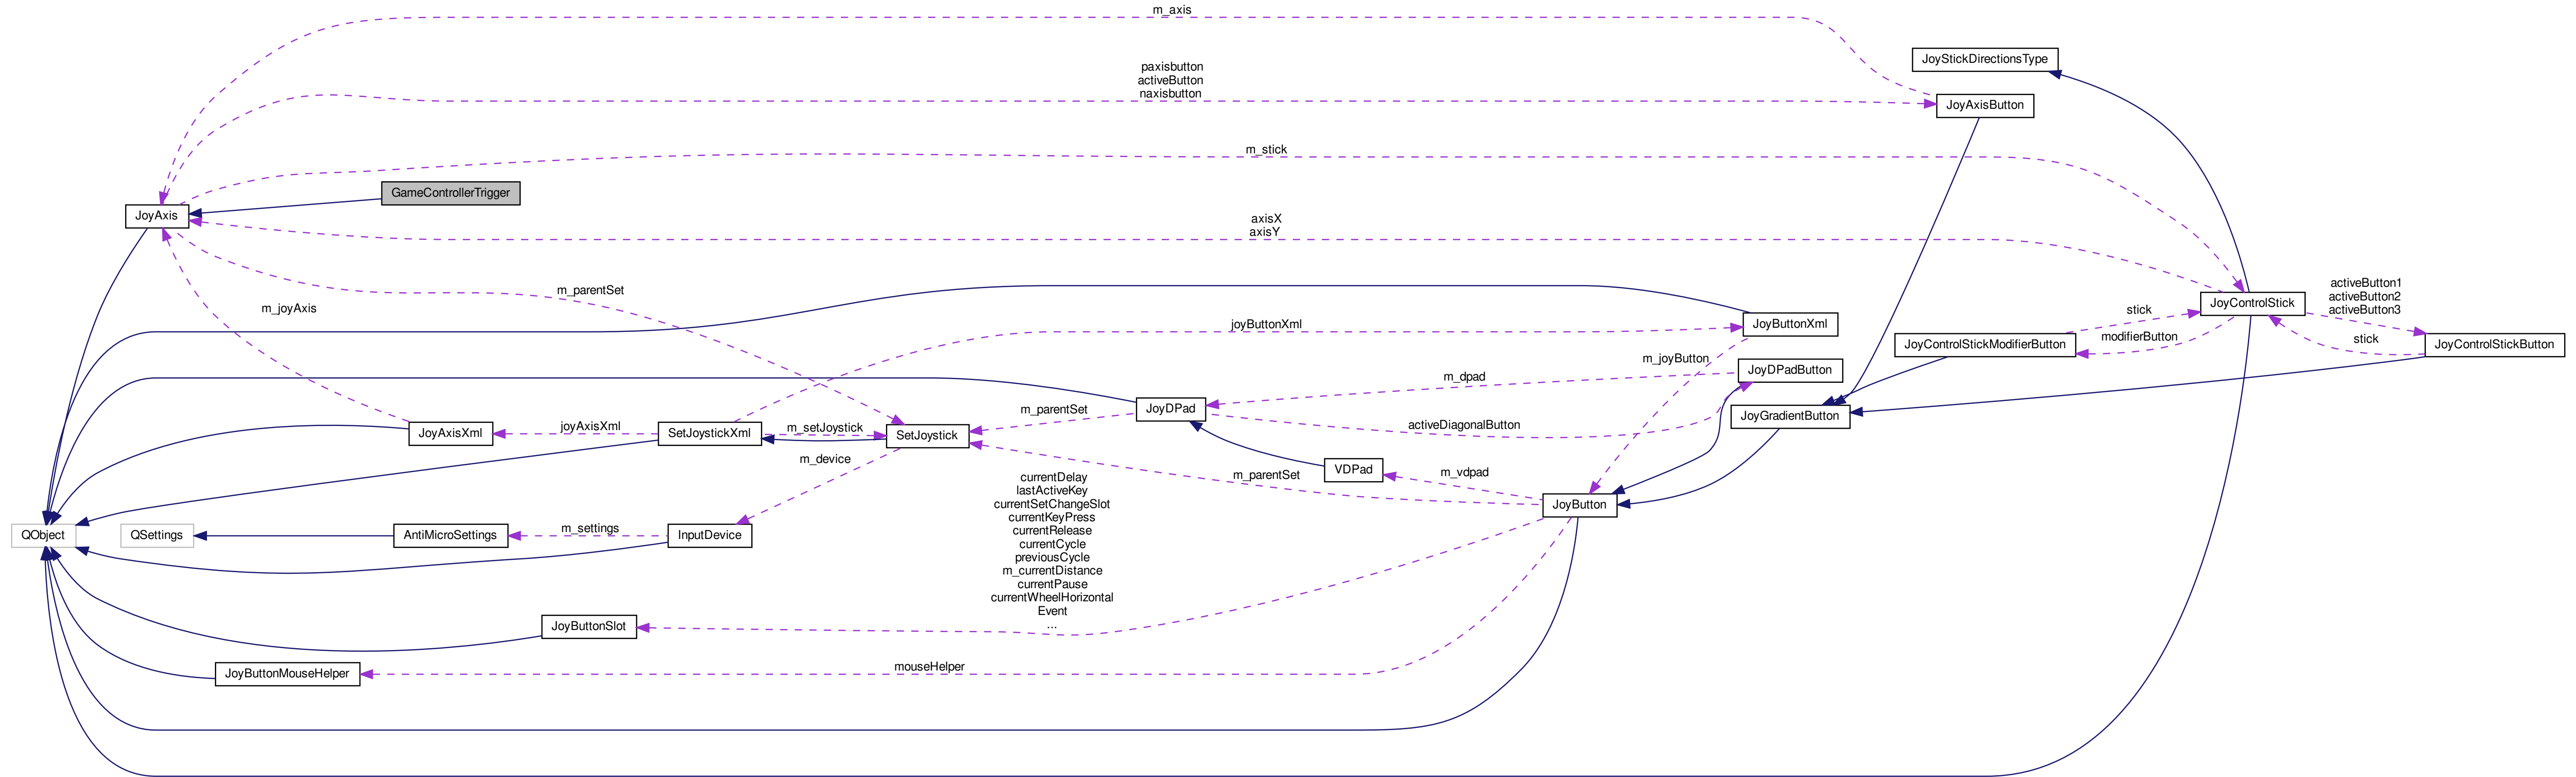 m_axis
JoyStickDirectionsType
paxisbutton
activeButton
naxisbutton
JoyAxisButton
m_stick
GameControllerTrigger
JoyAxis
axisX
axisY
m_parentSet
m_joyAxis
JoyControlStick
activeButton1
activeButton2
activeButton3
stick
modifierButton
stick
JoyControlStickModifierButton
JoyControlStickButton
joyButtonXml
JoyButtonXml
m_joyButton
JoyDPadButton
m_dpad
JoyDPad
m_parentSet
activeDiagonalButton
JoyGradientButton
JoyAxisXml
joyAxisXml
SetJoystickXml
m_setJoystick
SetJoystick
m_device
VDPad
m_vdpad
m_parentSet
JoyButton
currentDelay
lastActiveKey
currentSetChangeSlot
currentKeyPress
currentRelease
currentCycle
previousCycle
m_currentDistance
currentPause
currentWheelHorizontal
Event
...
QObject
QSettings
AntiMicroSettings
m_settings
InputDevice
JoyButtonSlot
JoyButtonMouseHelper
mouseHelper